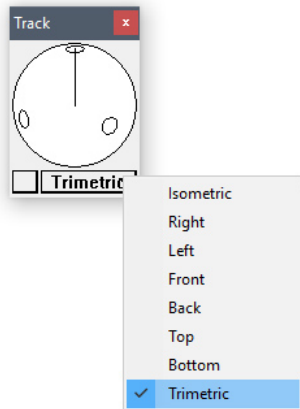 Track
x
Trimetric
Isometric
Right
Left
Front
Back
Top
Bottom
Trimetric